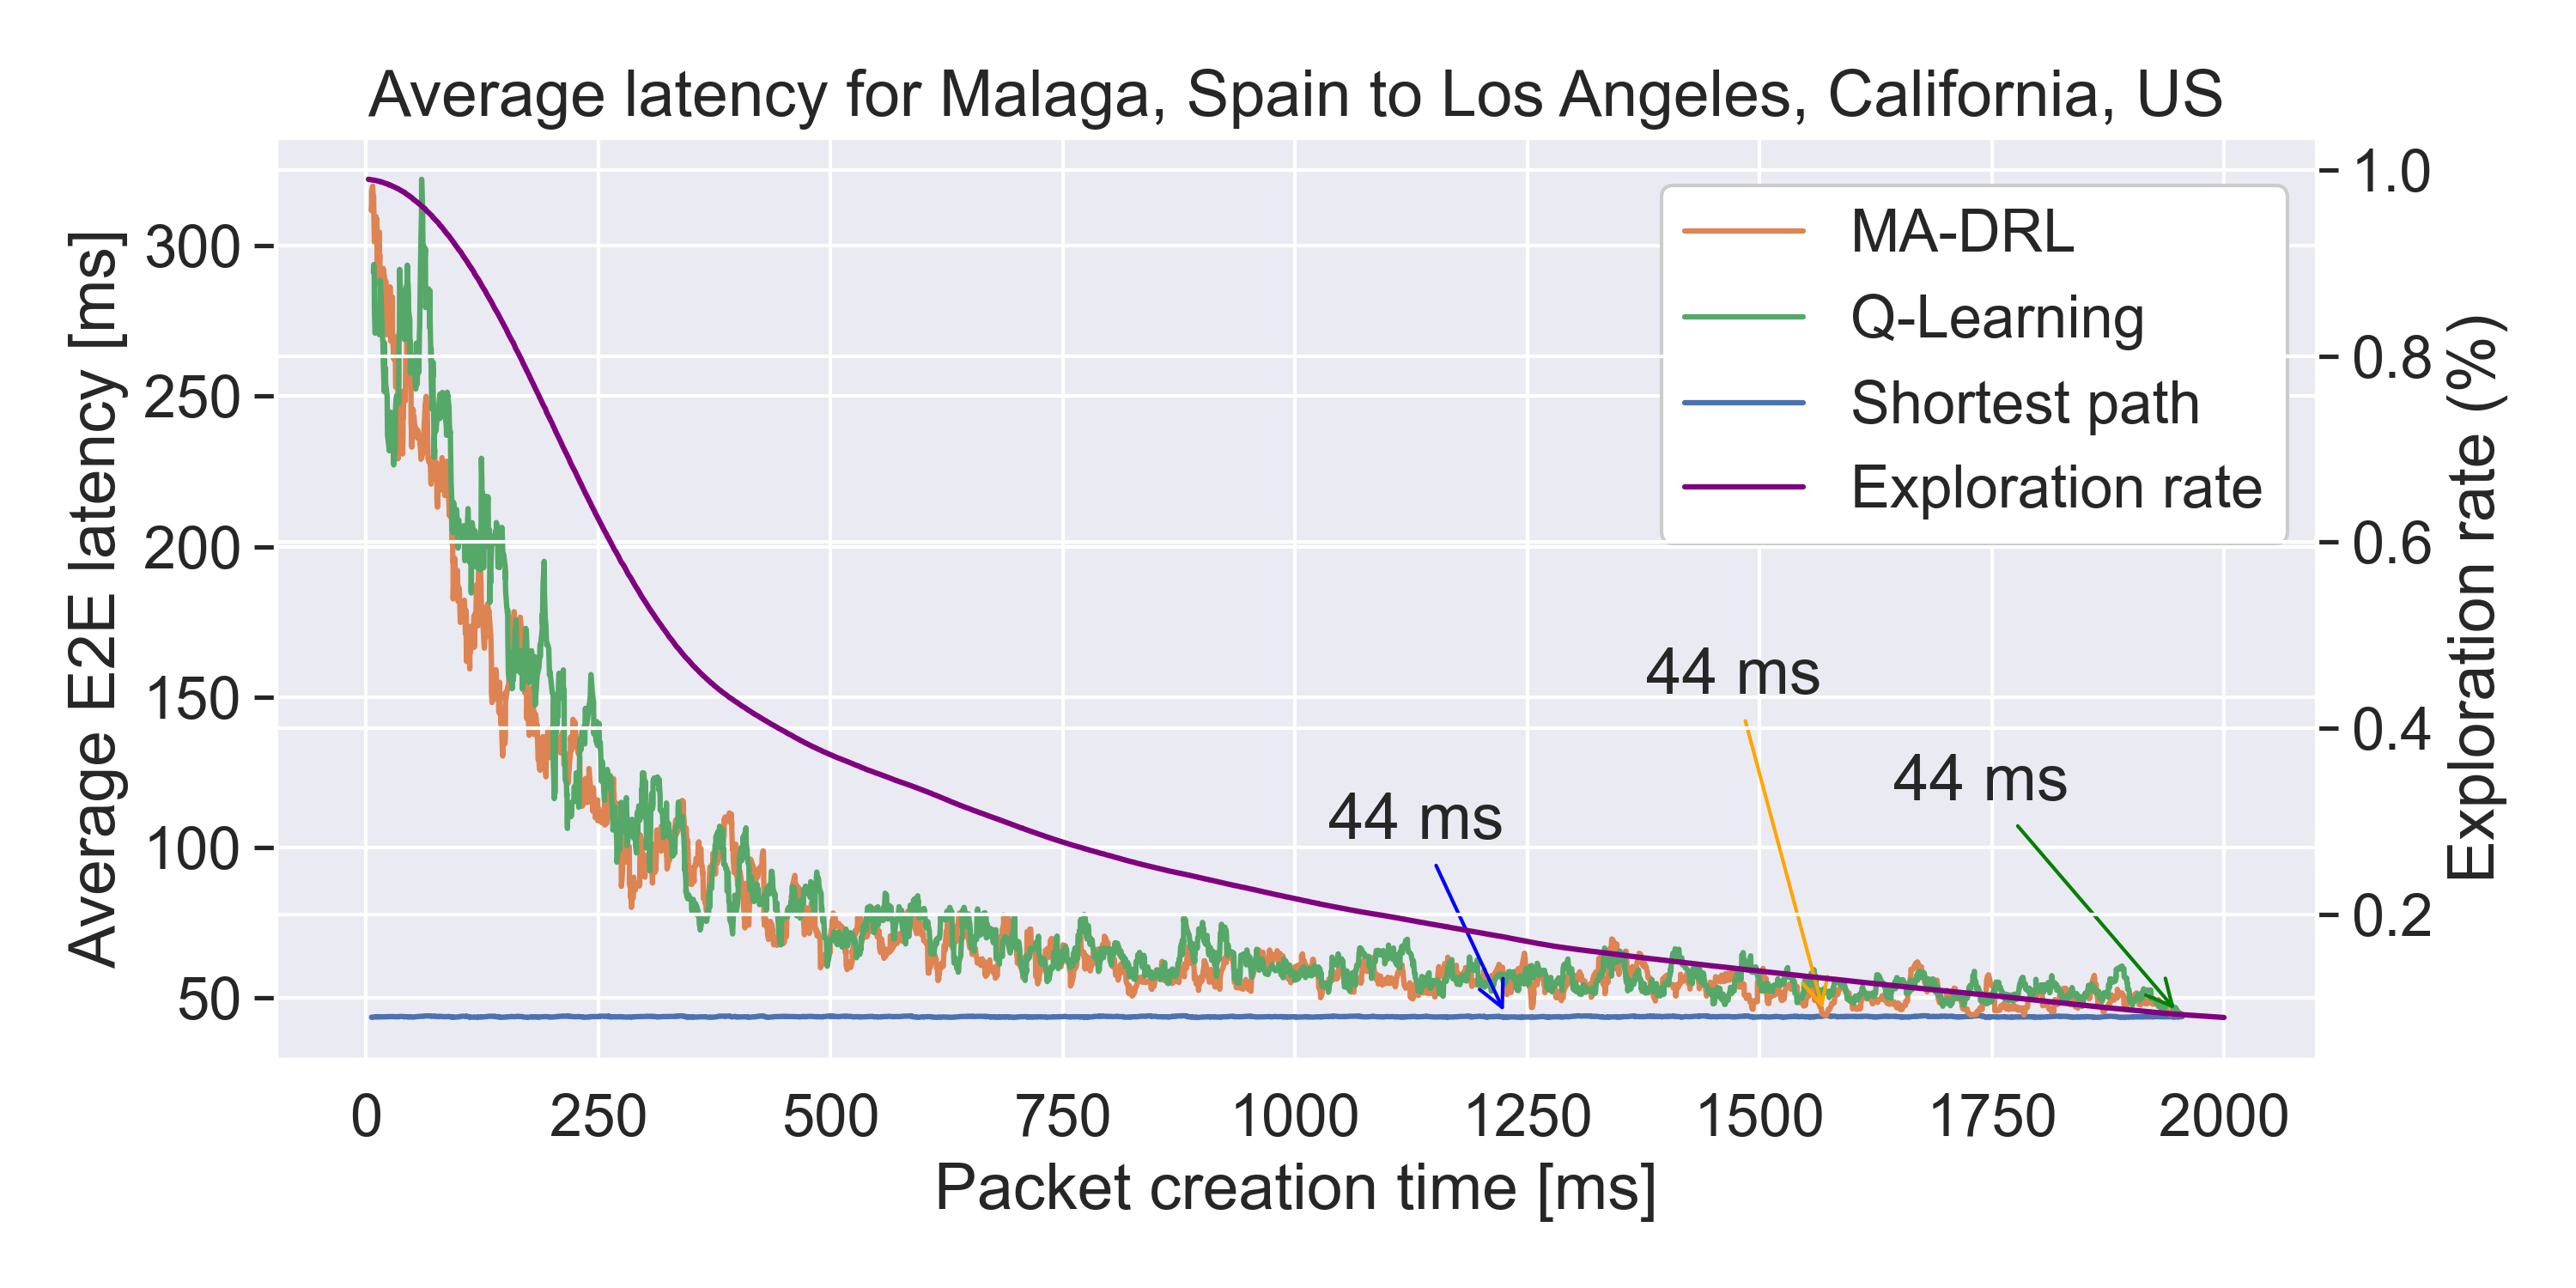 Average latency for Malaga, Spain to Los Angeles, California, US
Average E2E latency [ms]
300
250
200
150
100
50
0
250
500
750
1000
1250
1500
1750
2000
Packet creation time [ms]
1.0
0.8
0.6
0.4
0.2
Exploration rate (%)
MA-DRL
Q-Learning
Shortest path
Exploration rate
44 ms
44 ms
44 ms